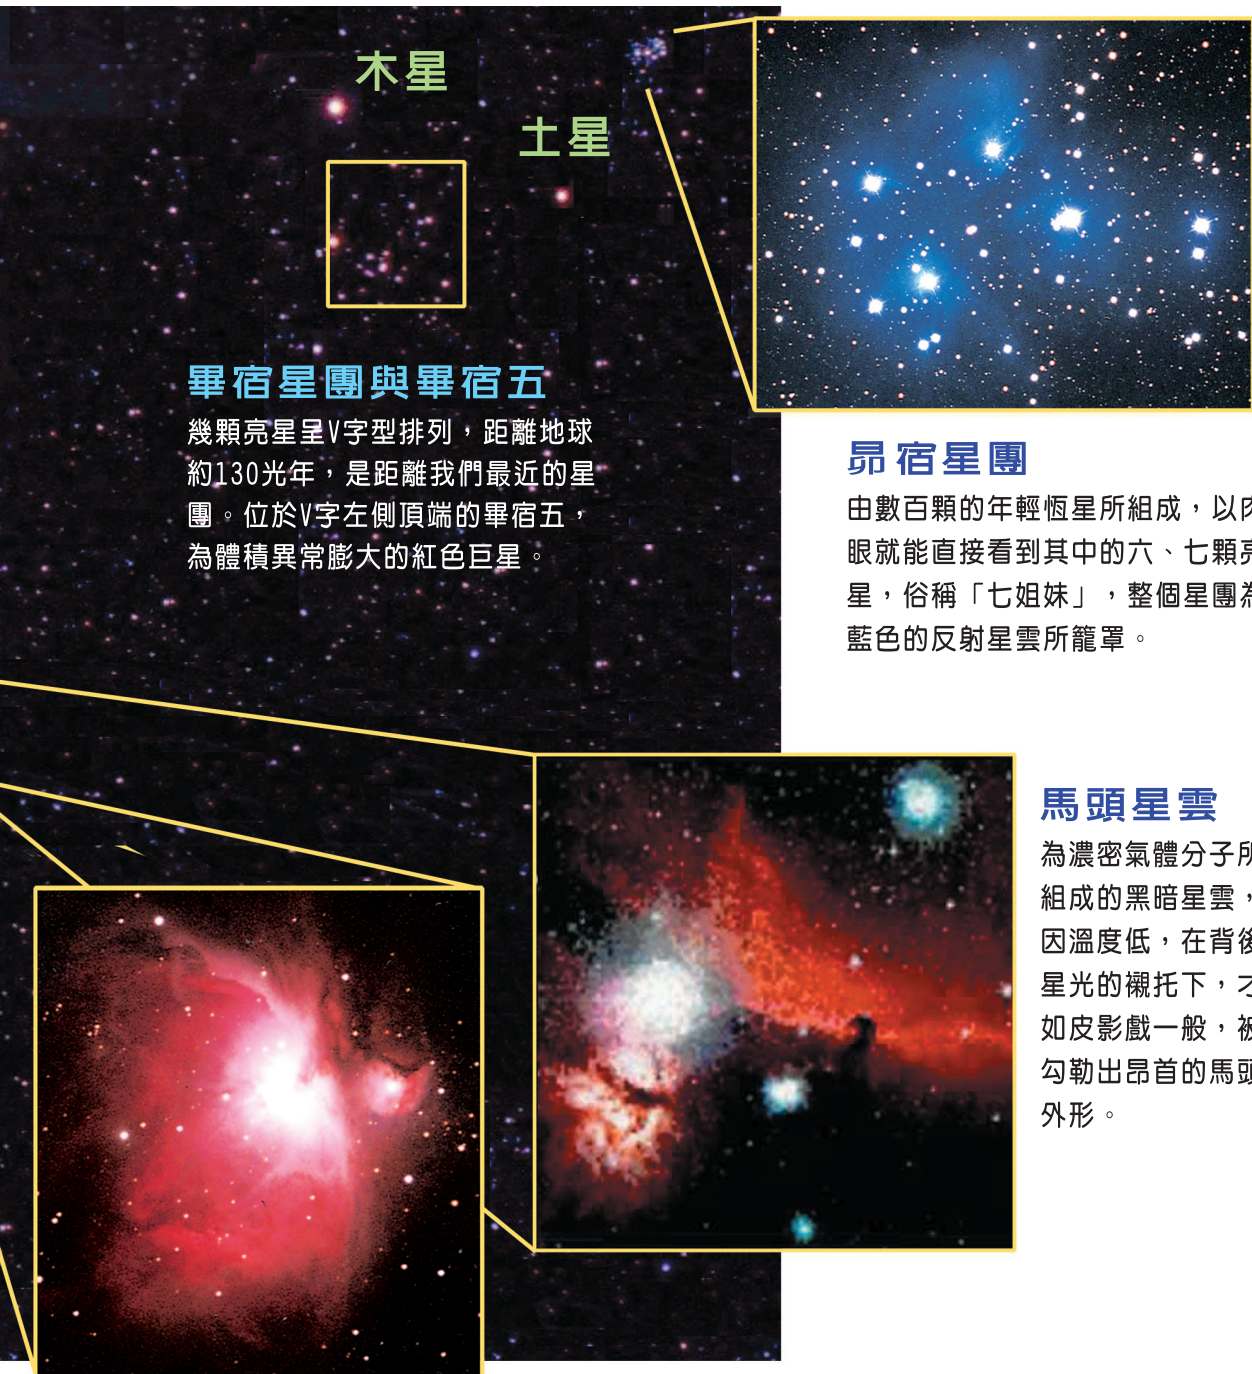 木星
土星
畢宿星團與畢宿五
幾顆亮星呈V字型排列，距離地球
約130光年，是距離我們最近的星
團。位於V字左側頂端的畢宿五，
為體積異常膨大的紅色巨星。
昴宿星團
由數百顆的年輕恆星所組成，以肉
眼就能直接看到其中的六、七顆亮
星，俗稱「七姐妹」，整個星團為
藍色的反射星雲所籠罩。
馬頭星雲
為濃密氣體分子所
組成的黑暗星雲，
因溫度低，在背後
星光的襯托下，才
如皮影戲一般，被
勾勒出昂首的馬頭
外形。